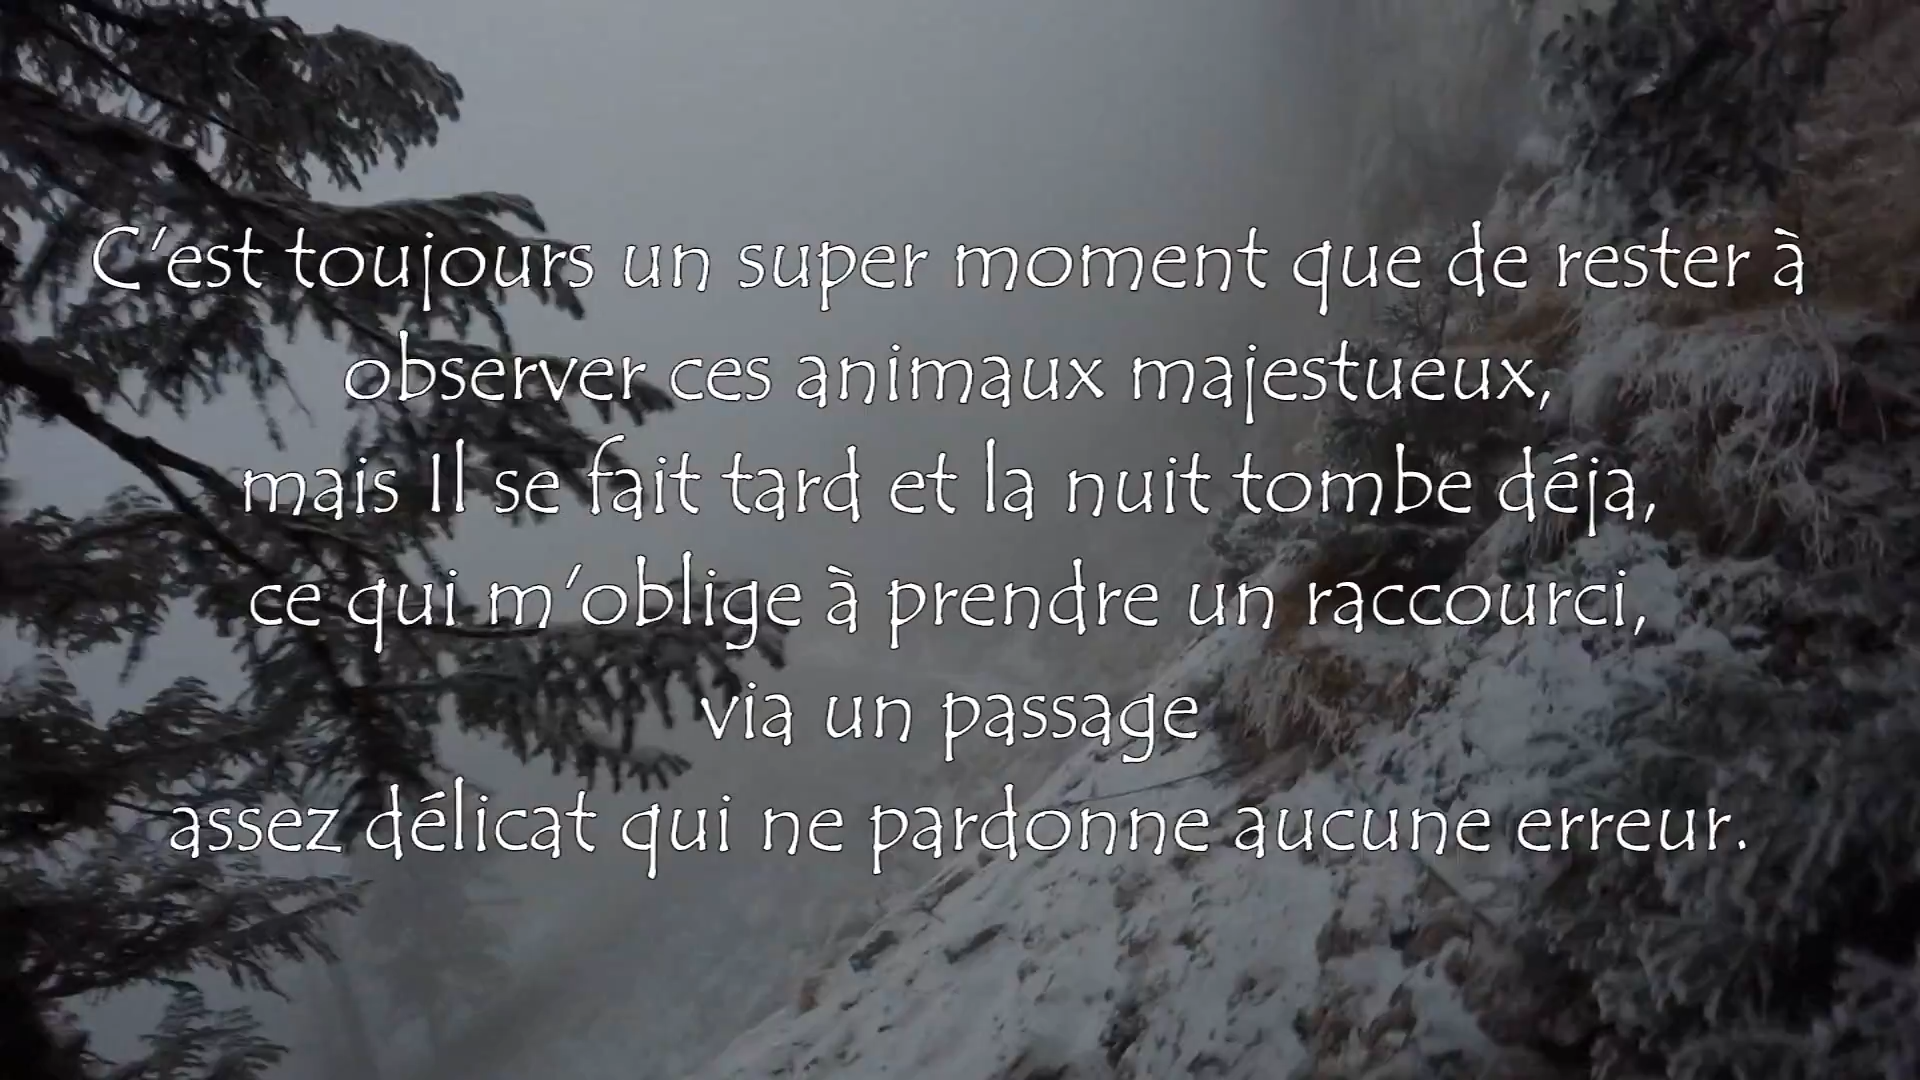 C'est toujours un super moment que de rester à
observer ces animaux majestueux,
mais Il se fait tard et la nuit tombe déja,
ce qui m'oblige à prendre un raccourci,
via un passage
assez délicat qui ne pardonne aucune erreur.